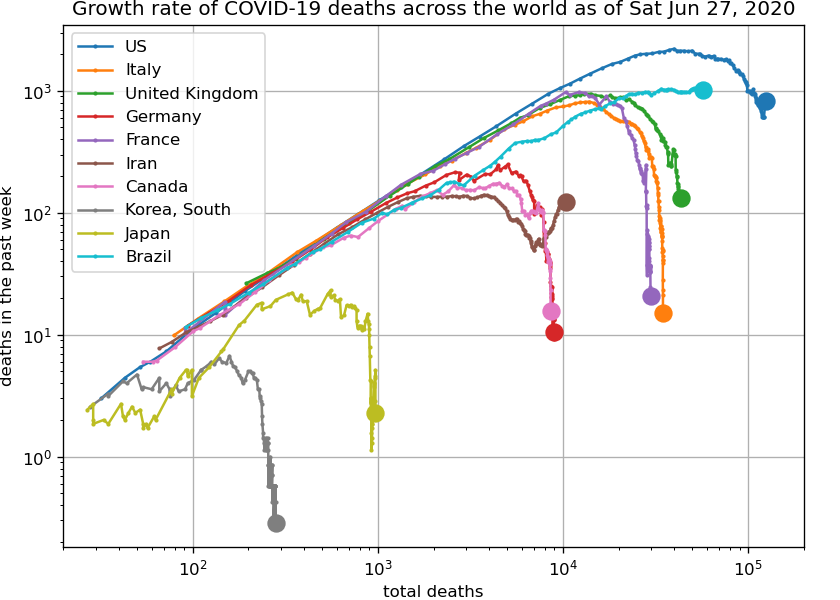 Growth rate of COVID-19 deaths across the world as of Sat Jun 27, 2020
deaths in the past week
10³
10²
10¹
10⁰
US
Italy
United Kingdom
Germany
France
Iran
Canada
Korea, South
Japan
Brazil
10²
10³
10⁴
10⁵
total deaths